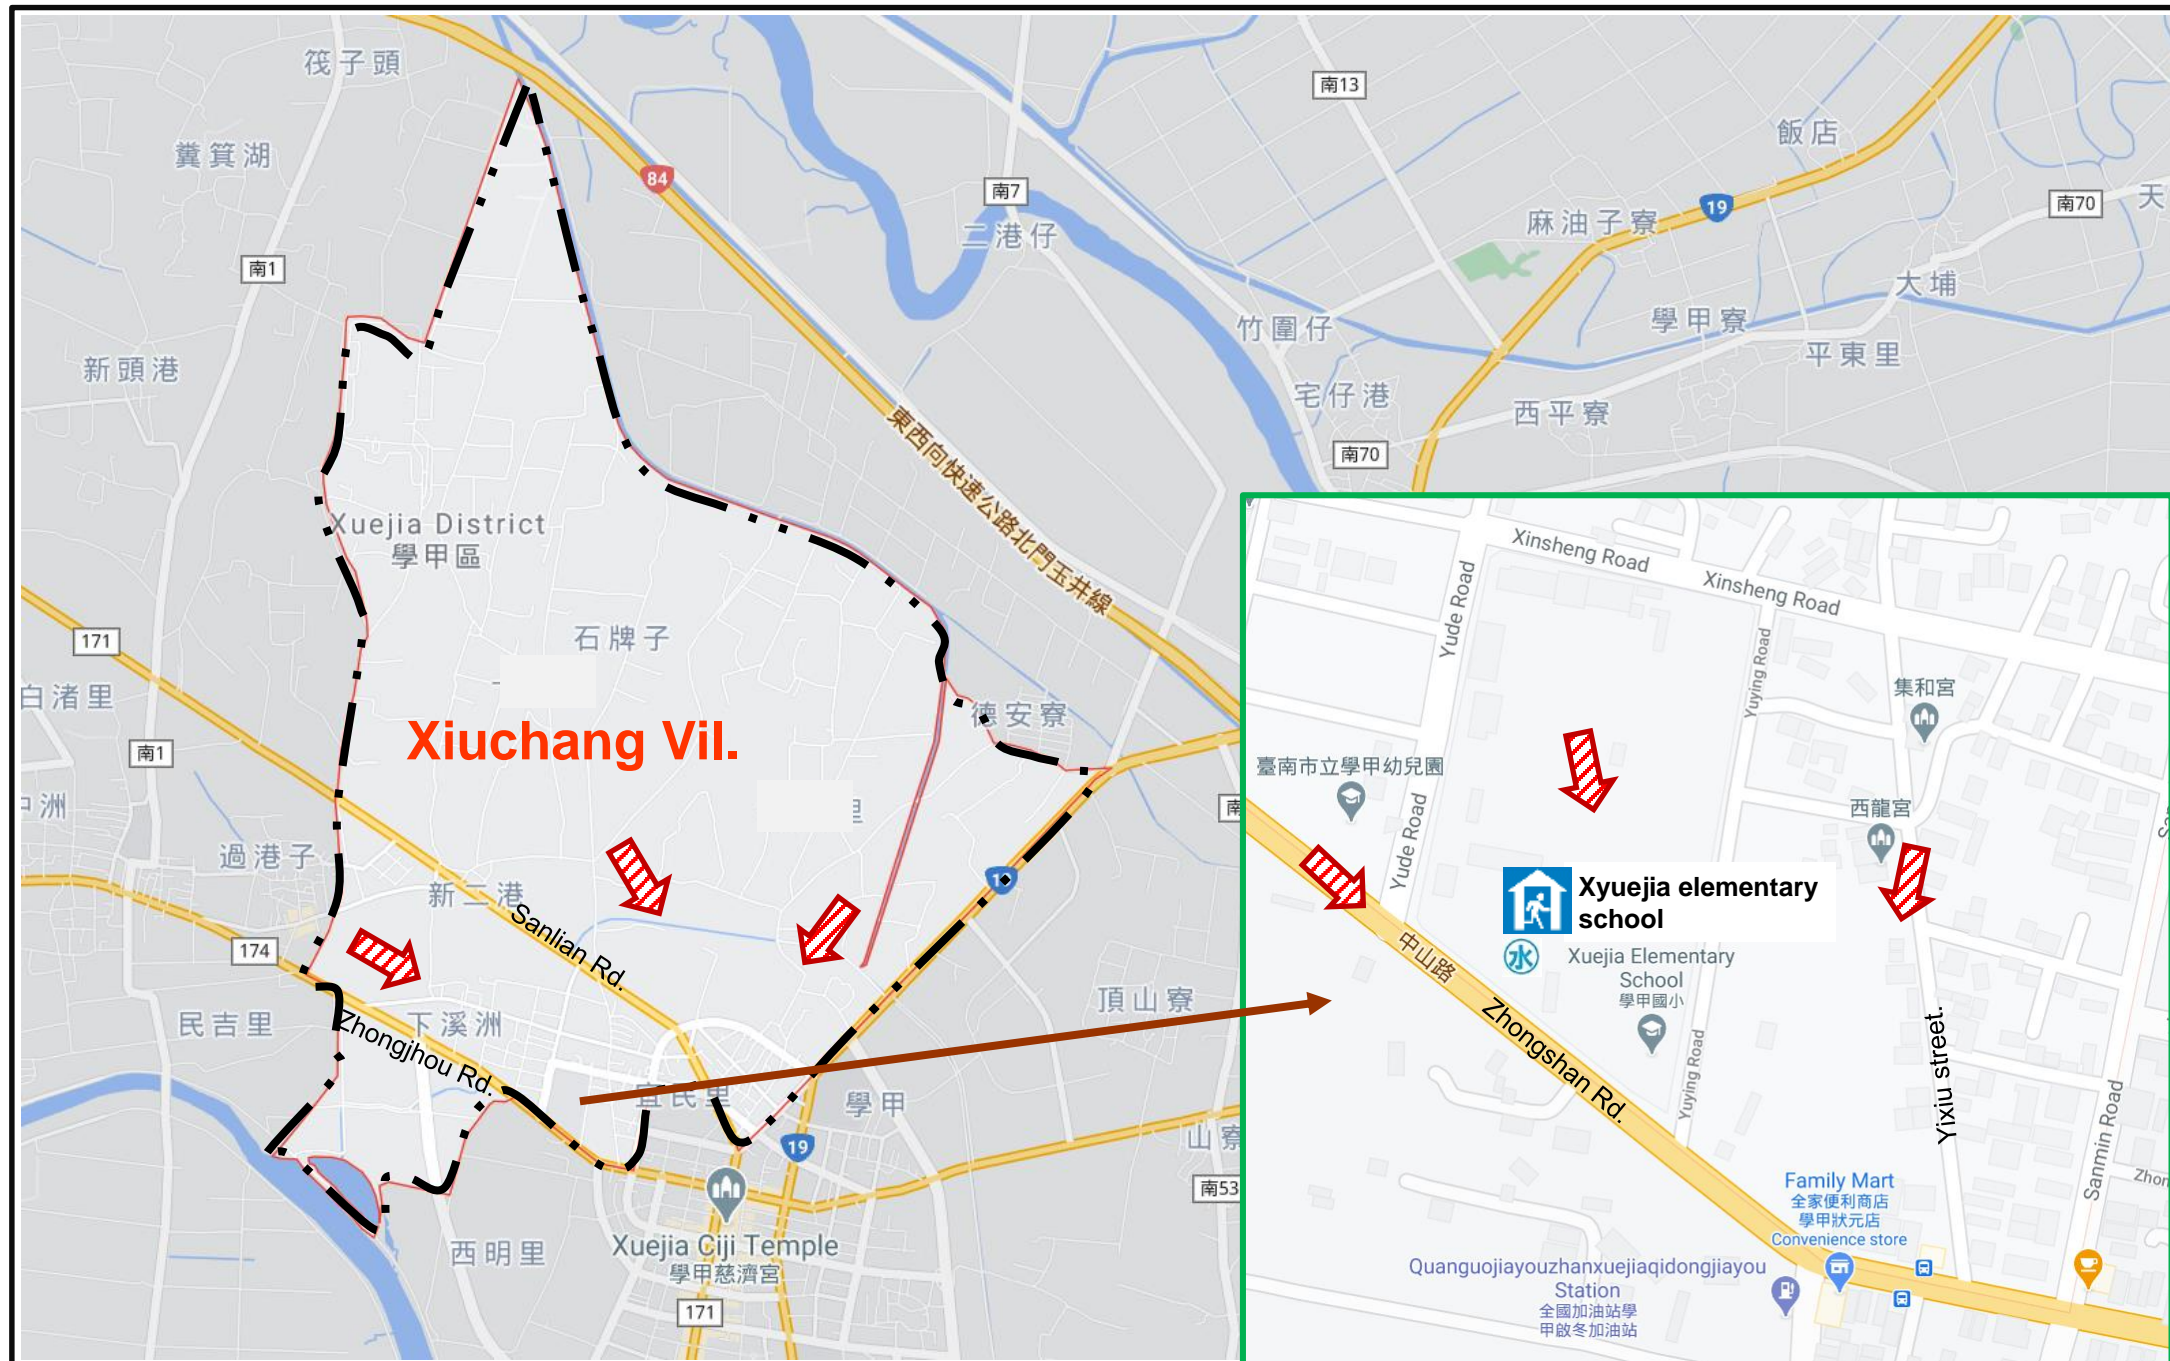 筏子頭
糞箕湖
南13
飯店
84
南7
19
南70
天
二港仔
麻油子寮
南1
大埔
竹圍仔
學甲寮
平東里
新頭港
宅仔港
西平寮
東西向快速公路北門玉井線
南70
Xuejia District
學甲區
171
石牌子
白渚里
德安寮
Xiuchang Vil.
南1
里
南
過港子
新二港
Sanlian Rd.
174
民吉里
下溪洲
Zhongjhou Rd.
頂山寮
宜民里
學甲
19
山寮
南53
Xuejia Ciji Temple
學甲慈濟宮
西明里
171
Xinsheng Road
Xinsheng Road
Yude Road
Yuying Road
集和宮
臺南市立學甲幼兒園
西龍宮
Yude Road
Xyuejia elementary
school
中山路
水
Xuejia Elementary
School
學甲國小
Zhongshan Rd.
Yuying Road
Yixiu street.
Sanmin Road
Zhon
Family Mart
全家便利商店
學甲狀元店
Convenience store
Quanguojiayouzhanxuejiaqidongjiayou
Station
全國加油站學
甲啟冬加油站